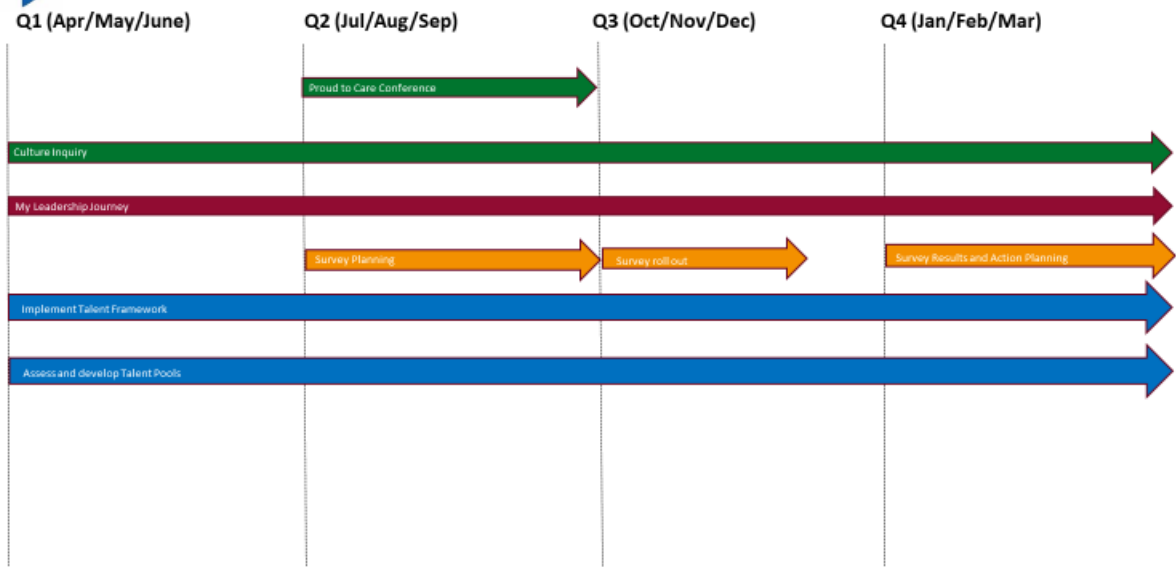 Q1 (Apr/May/June)
Q2 (Jul/Aug/Sep)
Q3 (Oct/Nov/Dec)
Q4 (Jan/Feb/Mar)
Proud to Care Conference
Culture Inquiry
My Leadership Journey
Survey Planning
Survey roll out
Survey Results and Action Planning
Implement Talent Framework
Assess and develop Talent Pools